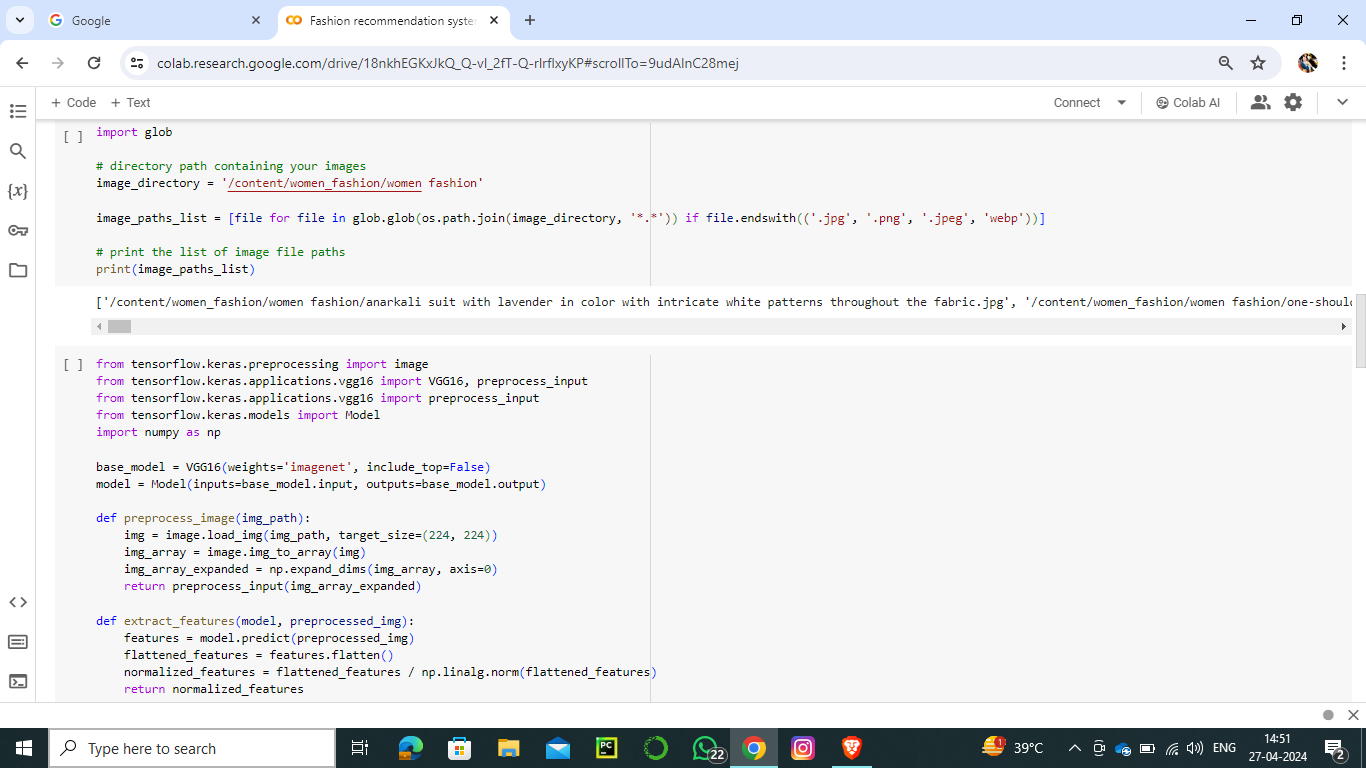 Google
Fashion recommendation syste
colab.research.google.com/drive/18nkhEGKxJkQ_Q-vl_2fT-Q-rlrflxyKP#scrollTo=9udAlnC28mej
+ Code + Text
Connect
Colab AI
[ ] import glob
# directory path containing your images
image_directory = '/content/women_fashion/women fashion'
image_paths_list = [file for file in glob.glob(os.path.join(image_directory, '*.*')) if file.endswith(('.jpg', '.png', '.jpeg', 'webp'))]
# print the list of image file paths
print(image_paths_list)
['/content/women_fashion/women fashion/anarkali suit with lavender in color with intricate white patterns throughout the fabric.jpg', '/content/women_fashion/women fashion/one-should
[ ] from tensorflow.keras.preprocessing import image
from tensorflow.keras.applications.vgg16 import VGG16, preprocess_input
from tensorflow.keras.applications.vgg16 import preprocess_input
from tensorflow.keras.models import Model
import numpy as np
base_model = VGG16(weights='imagenet', include_top=False)
model = Model(inputs=base_model.input, outputs=base_model.output)
def preprocess_image(img_path):
    img = image.load_img(img_path, target_size=(224, 224))
    img_array = image.img_to_array(img)
    img_array_expanded = np.expand_dims(img_array, axis=0)
    return preprocess_input(img_array_expanded)
def extract_features(model, preprocessed_img):
    features = model.predict(preprocessed_img)
    flattened_features = features.flatten()
    normalized_features = flattened_features / np.linalg.norm(flattened_features)
    return normalized_features
{x}
Type here to search
PC
22
1
39°C
ENG
14:51
27-04-2024
2